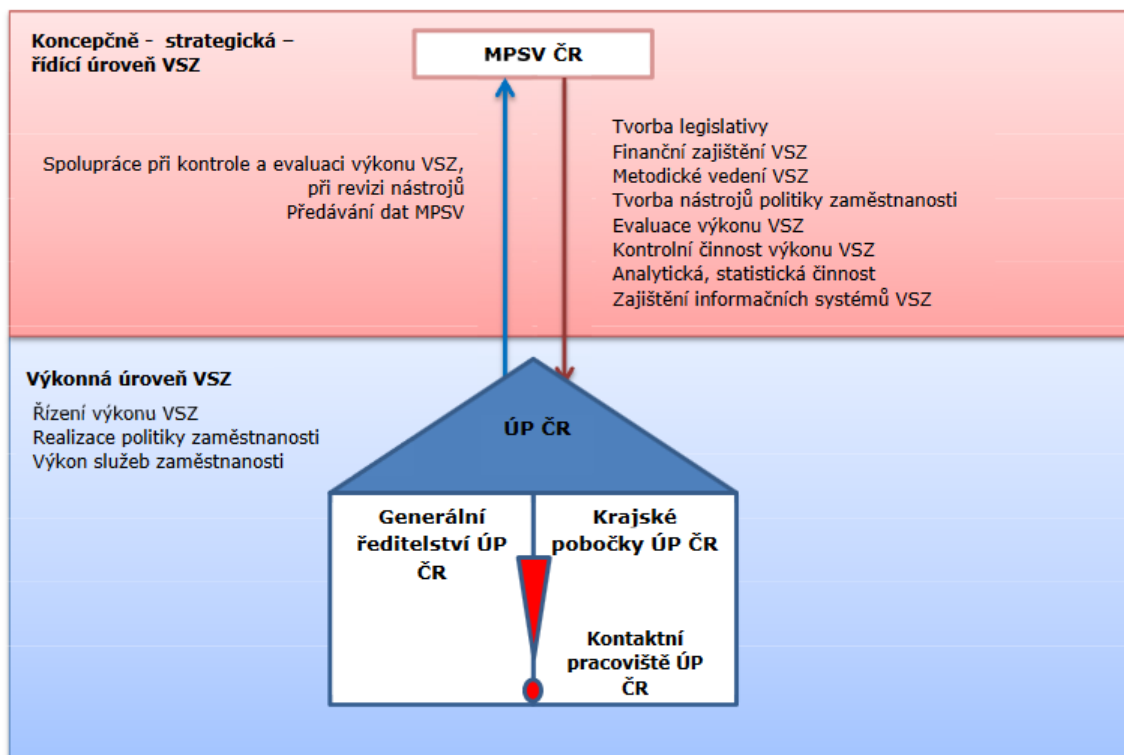 Koncepčně - strategická –
řídící úroveň VSZ
MPSV ČR
Spolupráce při kontrole a evaluaci výkonu VSZ,
při revizi nástrojů
Předávání dat MPSV
Tvorba legislativy
Finanční zajištění VSZ
Metodické vedení VSZ
Tvorba nástrojů politiky zaměstnanosti
Evaluace výkonu VSZ
Kontrolní činnost výkonu VSZ
Analytická, statistická činnost
Zajištění informačních systémů VSZ
Výkonná úroveň VSZ
Řízení výkonu VSZ
Realizace politiky zaměstnanosti
Výkon služeb zaměstnanosti
ÚP ČR
Generální
ředitelství ÚP
ČR
Krajské
pobočky ÚP ČR
Kontaktní
pracoviště ÚP
ČR